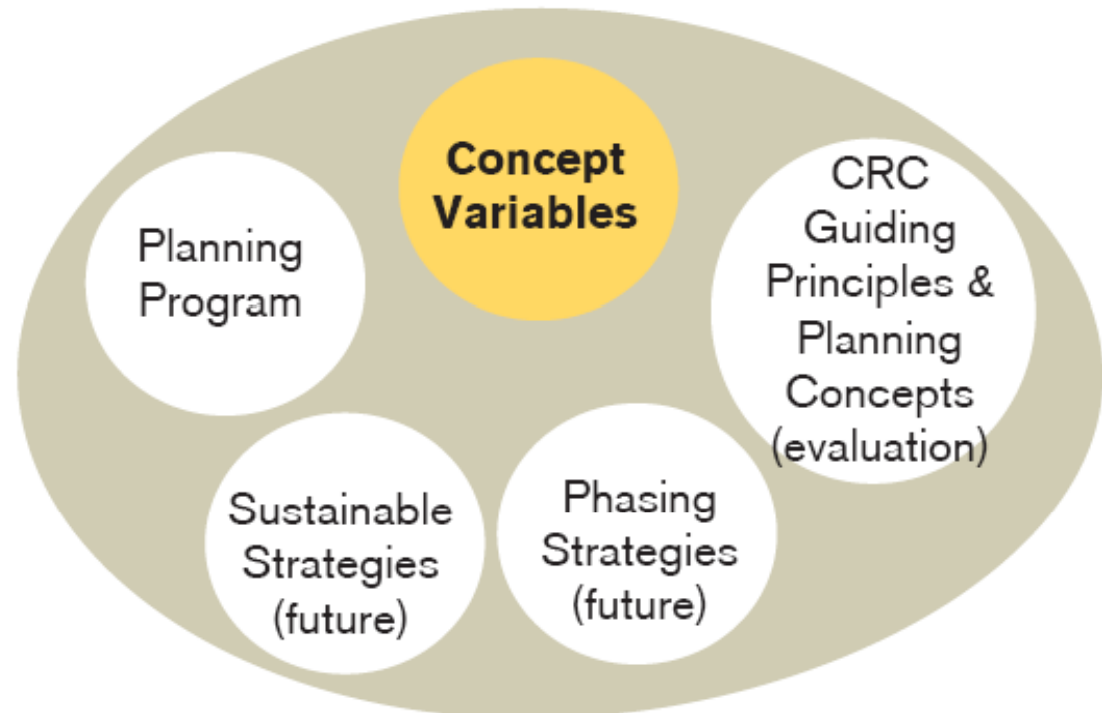 Concept
Variables
Planning
Program
CRC
Guiding
Principles &
Planning
Concepts
(evaluation)
Sustainable
Strategies
(future)
Phasing
Strategies
(future)